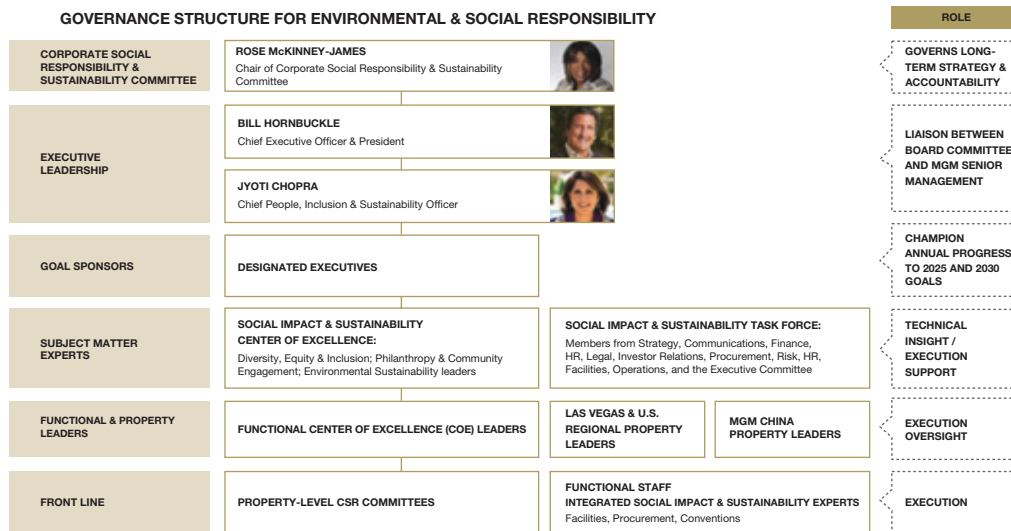 GOVERNANCE STRUCTURE FOR ENVIRONMENTAL & SOCIAL RESPONSIBILITY
ROLE
CORPORATE SOCIAL
RESPONSIBILITY &
SUSTAINABILITY COMMITTEE
ROSE McKINNEY-JAMES
Chair of Corporate Social Responsibility & Sustainability
Committee
GOVERNS LONG-
TERM STRATEGY &
ACCOUNTABILITY
EXECUTIVE
LEADERSHIP
BILL HORNBUCKLE
Chief Executive Officer & President
JYOTI CHOPRA
Chief People, Inclusion & Sustainability Officer
LIAISON BETWEEN
BOARD COMMITTEE
AND MGM SENIOR
MANAGEMENT
GOAL SPONSORS
DESIGNATED EXECUTIVES
CHAMPION
ANNUAL PROGRESS
TO 2025 AND 2030
GOALS
SUBJECT MATTER
EXPERTS
SOCIAL IMPACT & SUSTAINABILITY
CENTER OF EXCELLENCE:
Diversity, Equity & Inclusion; Philanthropy & Community
Engagement; Environmental Sustainability leaders
SOCIAL IMPACT & SUSTAINABILITY TASK FORCE:
Members from Strategy, Communications, Finance,
HR, Legal, Investor Relations, Procurement, Risk, HR,
Facilities, Operations, and the Executive Committee
TECHNICAL
INSIGHT /
EXECUTION
SUPPORT
FUNCTIONAL & PROPERTY
LEADERS
FUNCTIONAL CENTER OF EXCELLENCE (COE) LEADERS
LAS VEGAS & U.S.
REGIONAL PROPERTY
LEADERS
MGM CHINA
PROPERTY LEADERS
EXECUTION
OVERSIGHT
FRONT LINE
PROPERTY-LEVEL CSR COMMITTEES
FUNCTIONAL STAFF
INTEGRATED SOCIAL IMPACT & SUSTAINABILITY EXPERTS
Facilities, Procurement, Conventions
EXECUTION